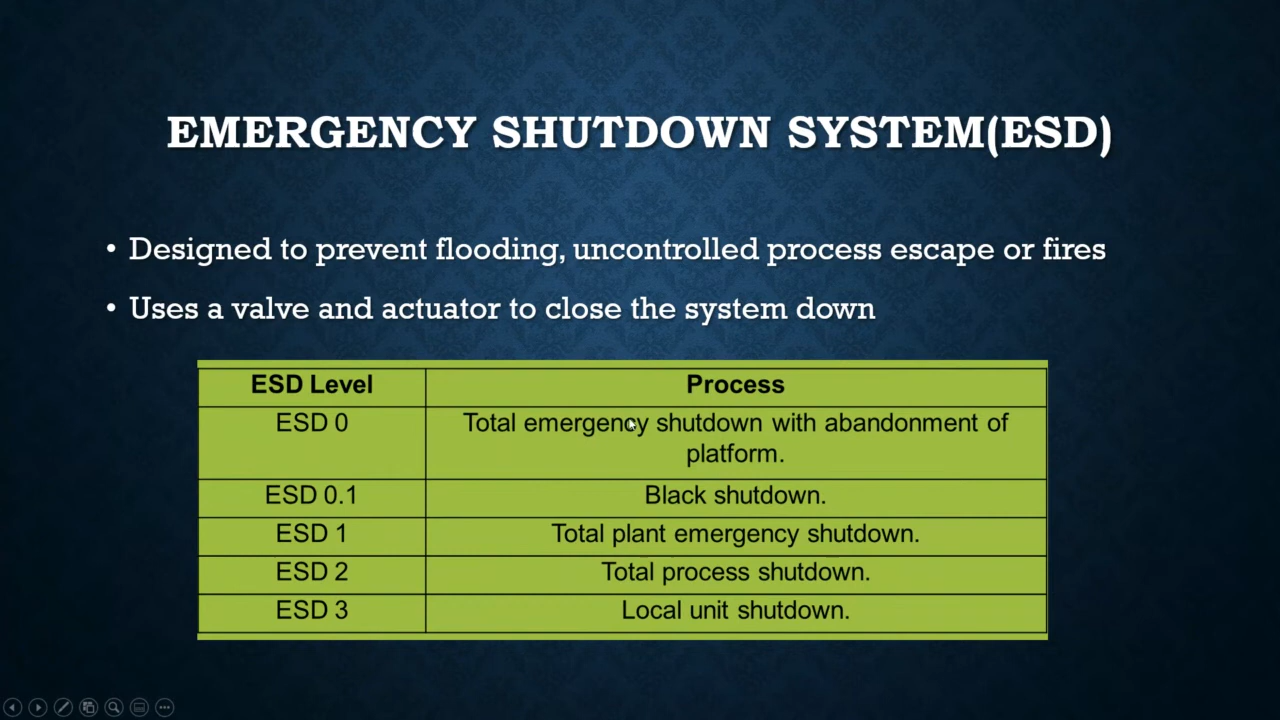 EMERGENCY SHUTDOWN SYSTEM(ESD)
• Designed to prevent flooding, uncontrolled process escape or fires
• Uses a valve and actuator to close the system down
ESD Level Process
ESD 0 Total emergency shutdown with abandonment of
platform.
ESD 0.1 Black shutdown.
ESD 1 Total plant emergency shutdown.
ESD 2 Total process shutdown.
ESD 3 Local unit shutdown.